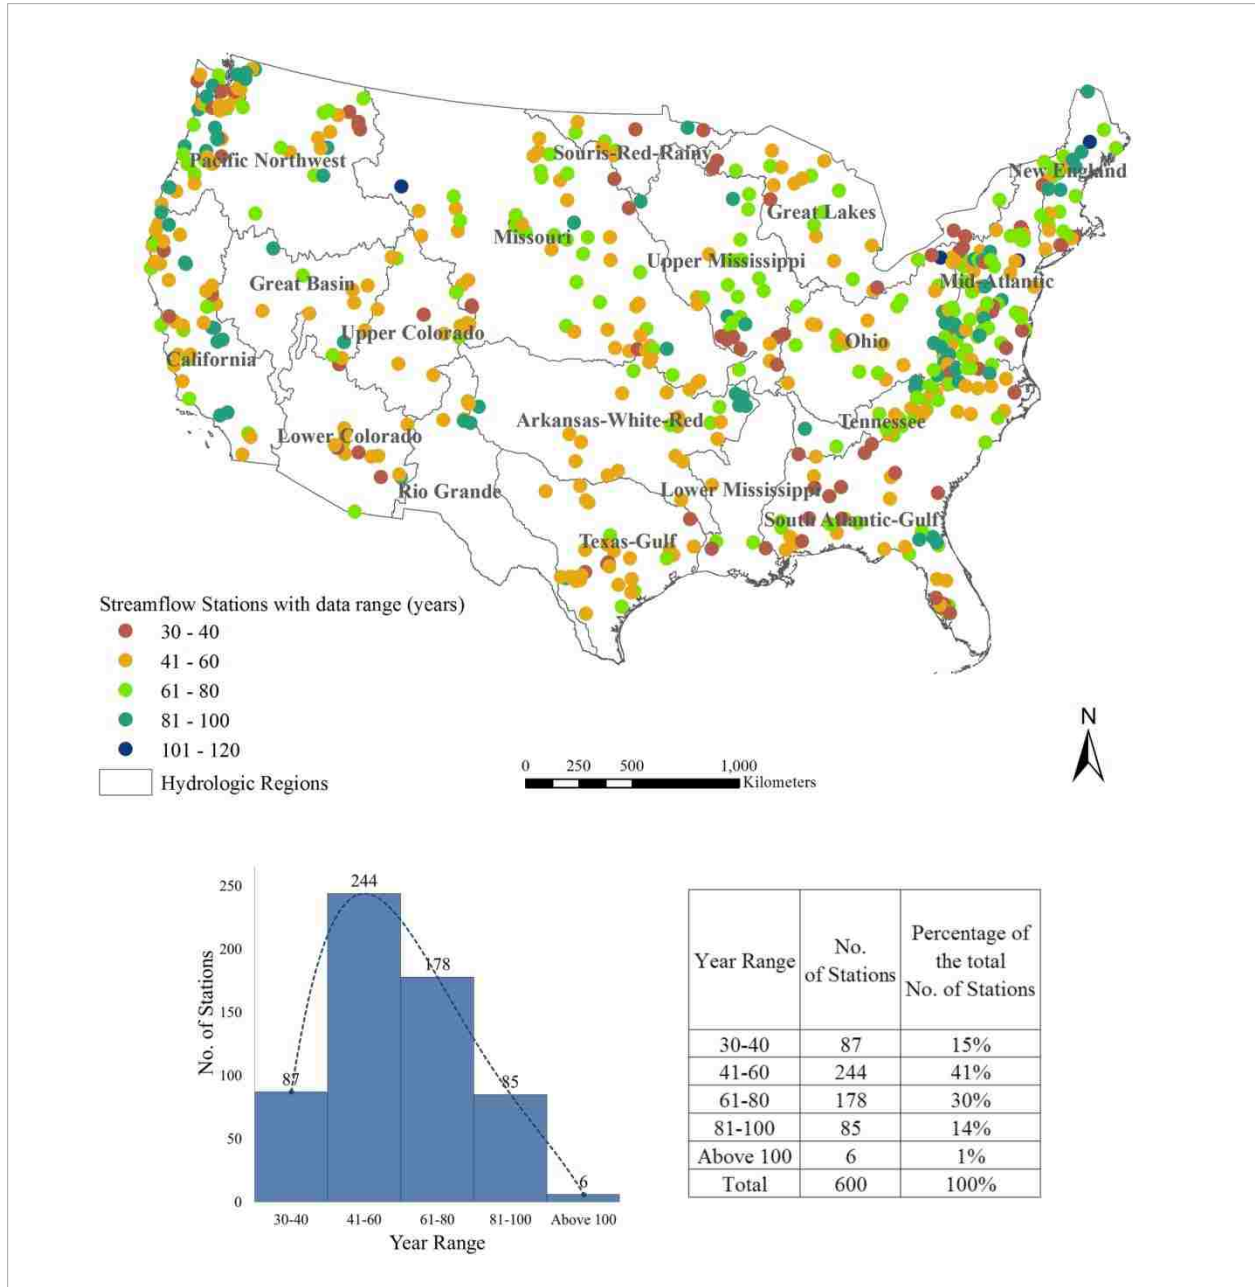 Pacific Northwest
Souris-Red-Rainy
New England
Great Lakes
Missouri
Upper Mississippi
Great Basin
Mid-Atlantic
Upper Colorado
Ohio
California
Arkansas-White-Red
Tennessee
Lower Colorado
Rio Grande
Lower Mississippi
South Atlantic-Gulf
Texas-Gulf
Streamflow Stations with data range (years)
30 - 40
41 - 60
61 - 80
81 - 100
101 - 120
Hydrologic Regions
0 250 500 1,000
Kilometers
N
No. of Stations
250
200
150
100
50
0
87
244
178
85
6
30-40 41-60 61-80 81-100 Above 100
Year Range
Year Range No. of Stations Percentage of the total No. of Stations
30-40 87 15%
41-60 244 41%
61-80 178 30%
81-100 85 14%
Above 100 6 1%
Total 600 100%